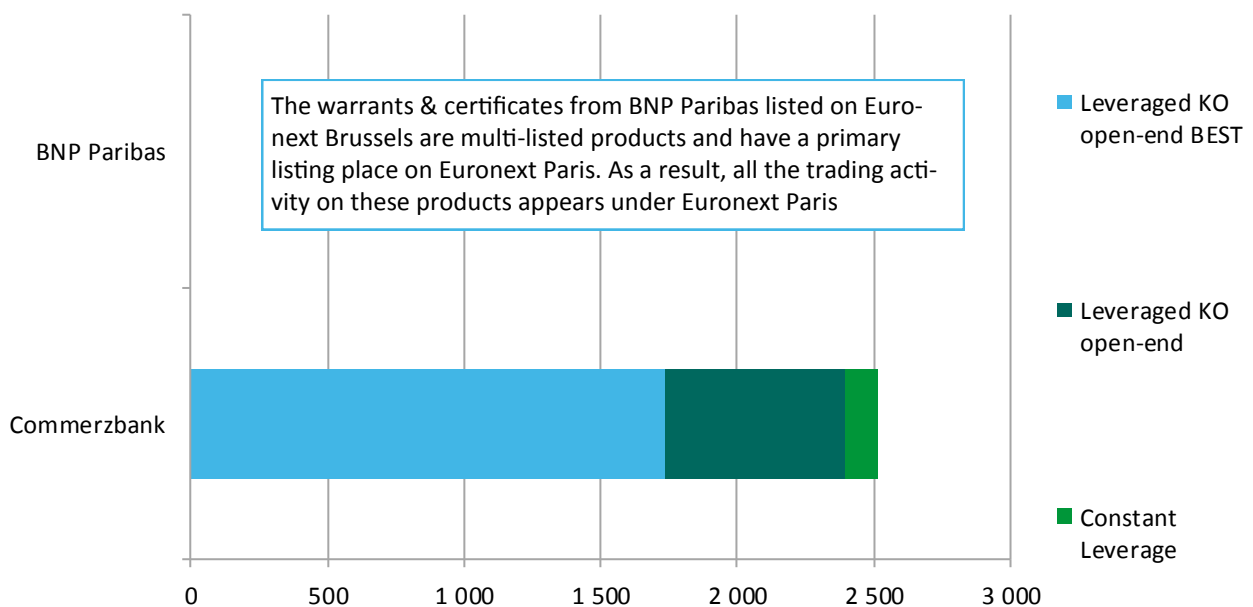 BNP Paribas
The warrants & certificates from BNP Paribas listed on Euro-
next Brussels are multi-listed products and have a primary
listing place on Euronext Paris. As a result, all the trading acti-
vity on these products appears under Euronext Paris
Leveraged KO
open-end BEST
Leveraged KO
open-end
Commerzbank
Constant
Leverage
0 500 1 000 1 500 2 000 2 500 3 000